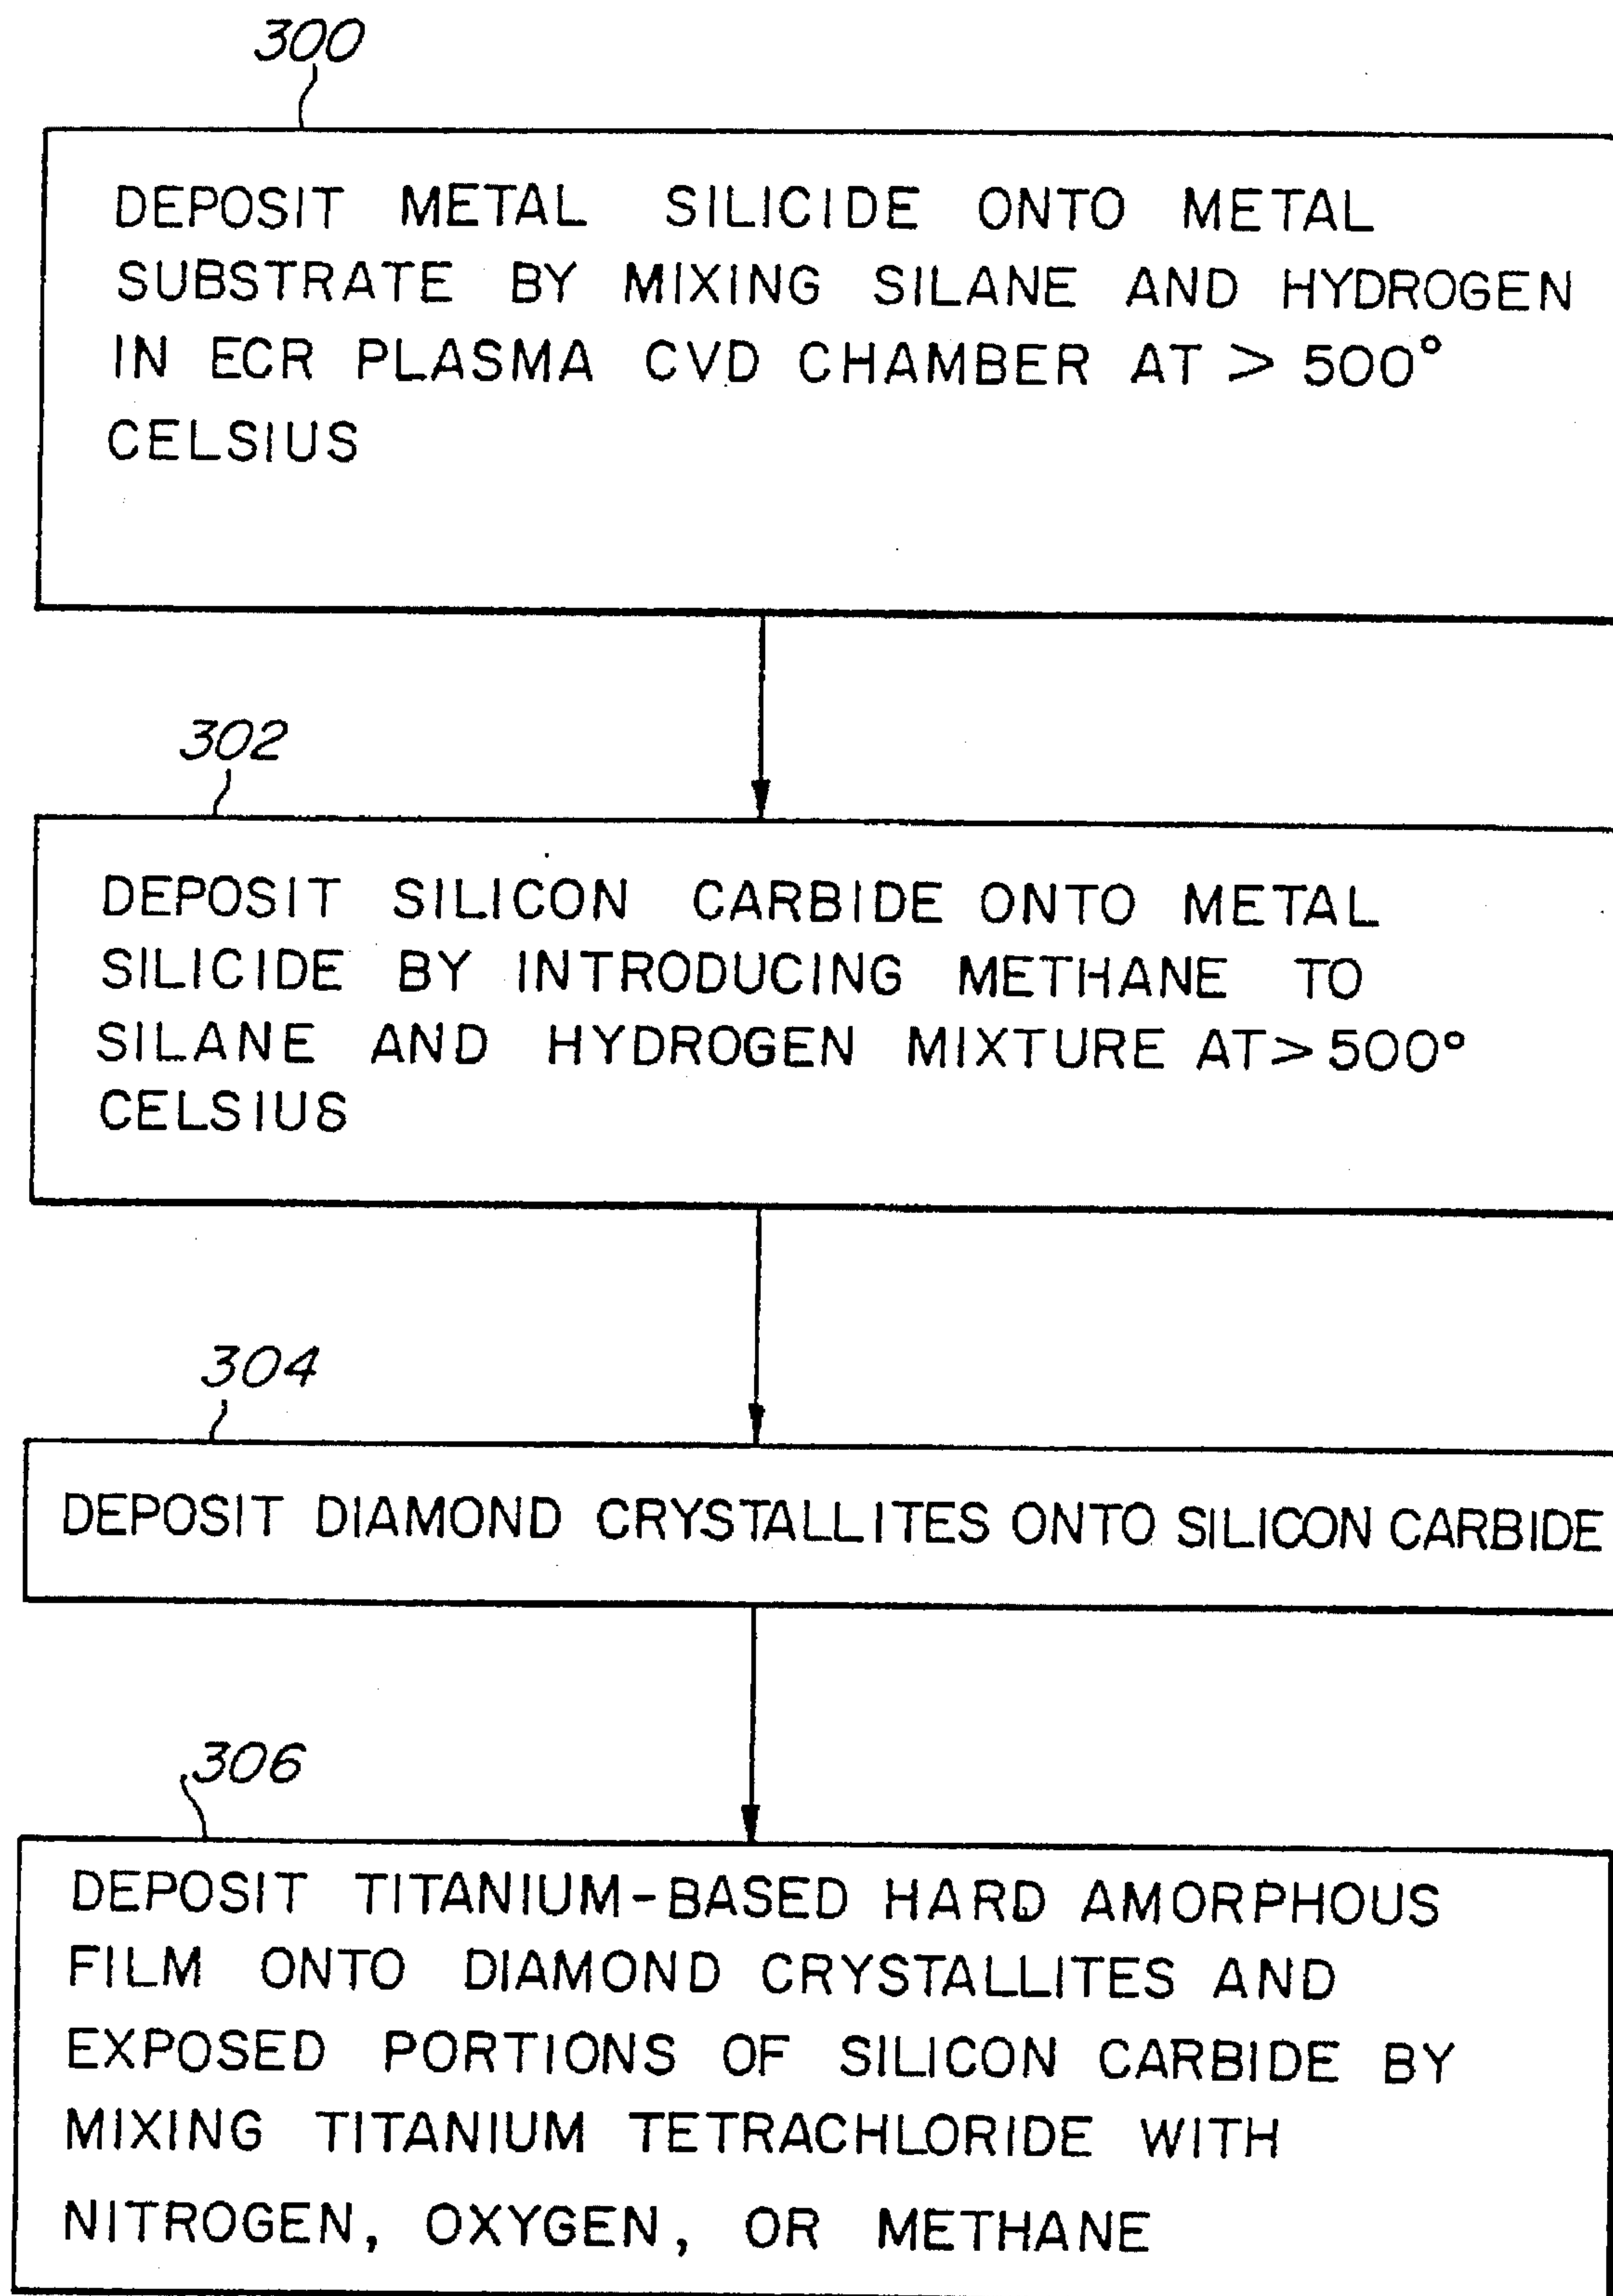 300
DEPOSIT METAL SILICIDE ONTO METAL
SUBSTRATE BY MIXING SILANE AND HYDROGEN
IN ECR PLASMA CVD CHAMBER AT > 500°
CELSIUS
302
DEPOSIT SILICON CARBIDE ONTO METAL
SILICIDE BY INTRODUCING METHANE TO
SILANE AND HYDROGEN MIXTURE AT > 500°
CELSIUS
304
DEPOSIT DIAMOND CRYSTALLITES ONTO SILICON CARBIDE
306
DEPOSIT TITANIUM-BASED HARD AMORPHOUS
FILM ONTO DIAMOND CRYSTALLITES AND
EXPOSED PORTIONS OF SILICON CARBIDE BY
MIXING TITANIUM TETRACHLORIDE WITH
NITROGEN, OXYGEN, OR METHANE